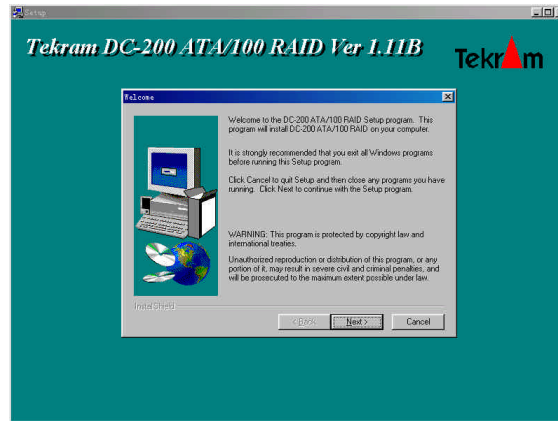 Setup
Tekram DC-200 ATA/100 RAID Ver 1.11B
Tekram
Welcome
Welcome to the DC-200 ATA/100 RAID Setup program. This
program will install DC-200 ATA/100 RAID on your computer.
It is strongly recommended that you exit all Windows programs
before running this Setup program.
Click Cancel to quit Setup and then close any programs you have
running. Click Next to continue with the Setup program.
WARNING: This program is protected by copyright law and
international treaties.
Unauthorized reproduction or distribution of this program, or any
portion of it, may result in severe civil and criminal penalties, and
will be prosecuted to the maximum extent possible under law.
InstallShield
< Back
Next >
Cancel